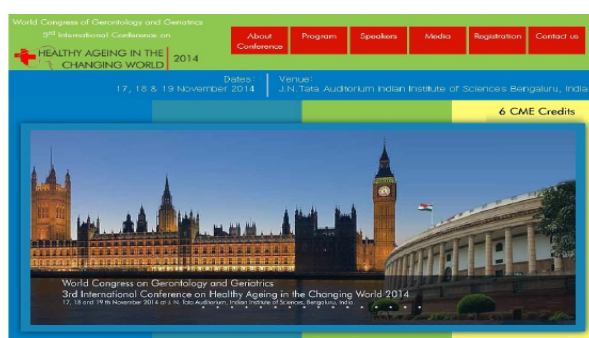 World Congress of Gerontology and Geriatrics
3rd International Conference on
HEALTHY AGEING IN THE
CHANGING WORLD
2014
About
Conference
Program
Speakers
Media
Registration
Contact us
Dates:
17, 18 & 19 November 2014
Venue:
J.N.Tata Auditorium Indian Institute of Sciences Bengaluru, India
6 CME Credits
World Congress on Gerontology and Geriatrics
3rd International Conference on Healthy Ageing in the Changing World 2014
17, 18 and 19 th November 2014 at J. N. Tata Auditorium, Indian Institute of Sciences, Bengaluru, India